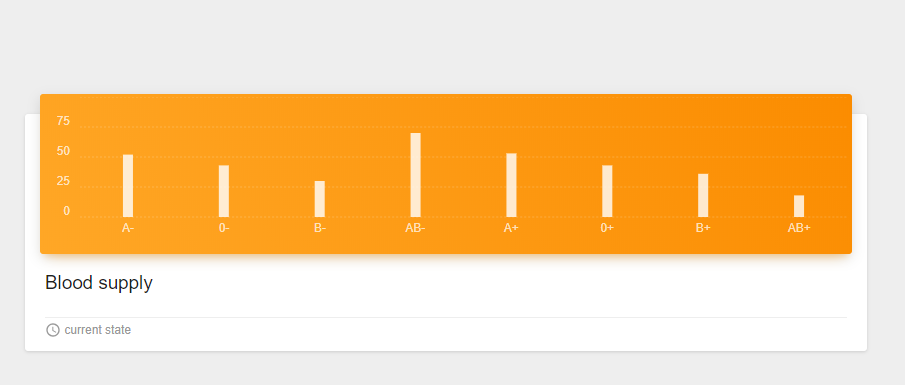 75
50
25
0
A- 0- B- AB- A+ 0+ B+ AB+
Blood supply
current state